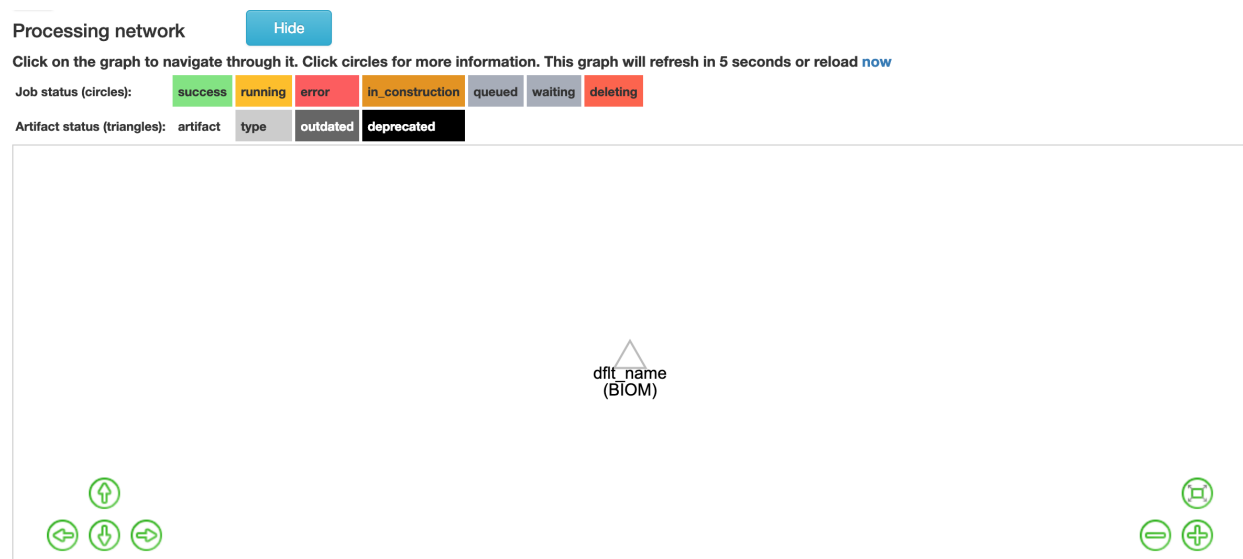 Processing network Hide
Click on the graph to navigate through it. Click circles for more information. This graph will refresh in 5 seconds or reload now
Job status (circles): success running error in_construction queued waiting deleting
Artifact status (triangles): artifact type outdated deprecated
dflt_name
(BIOM)